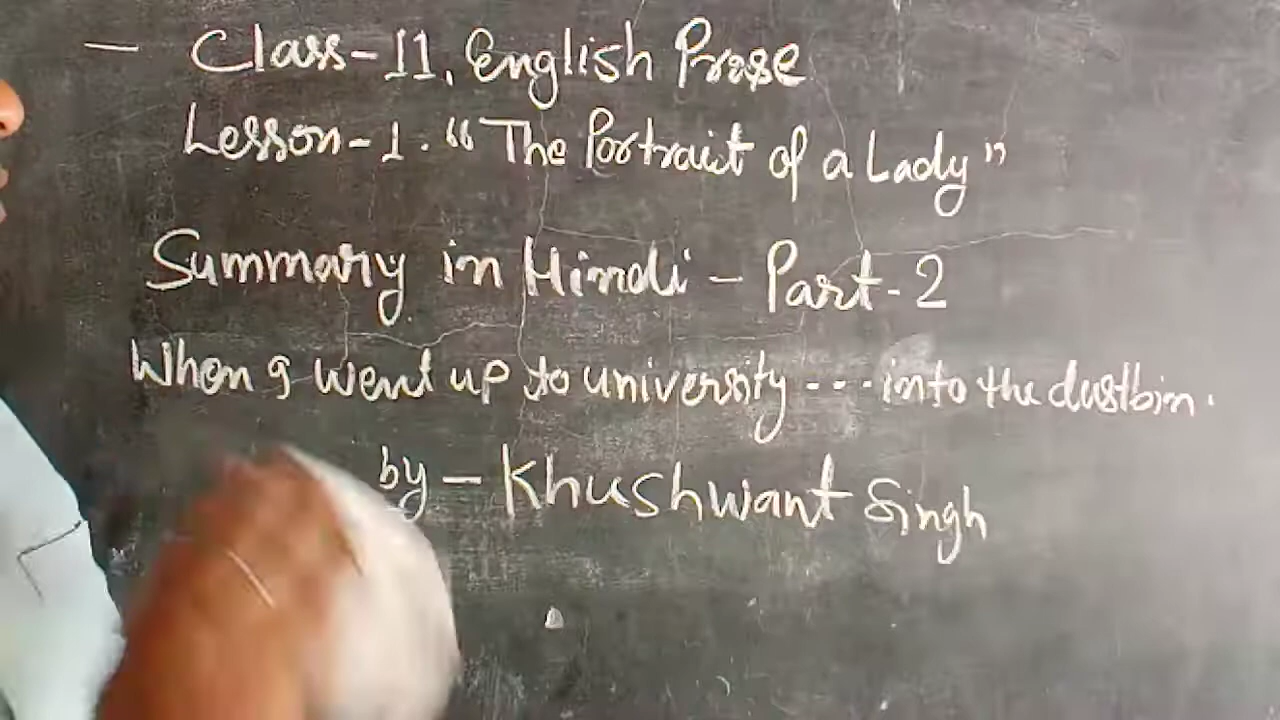 — Class-11, English Prose
Lesson-1. "The Portrait of a Lady"
Summary in Hindi - Part-2
When I went up to university --- into the dustbin.
by - Khushwant Singh